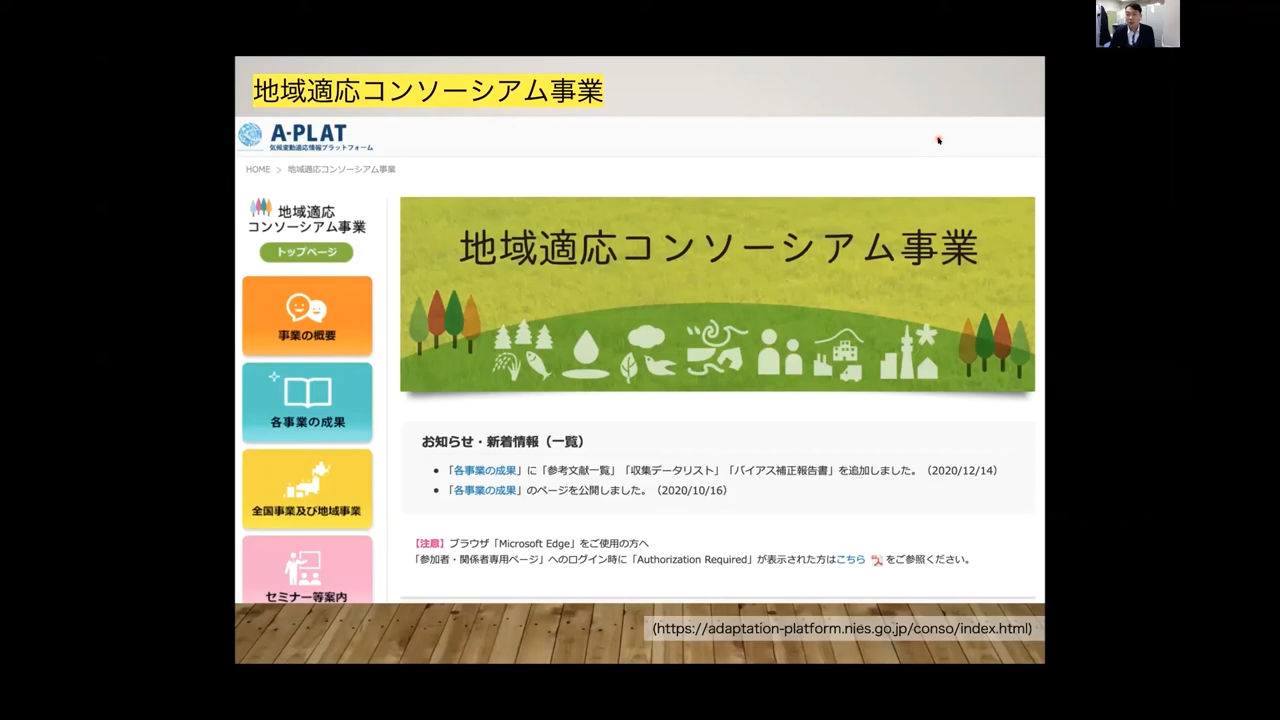 地域適応コンソーシアム事業
A-PLAT
気候変動適応情報プラットフォーム
HOME > 地域適応コンソーシアム事業
地域適応
コンソーシアム事業
トップページ
事業の概要
各事業の成果
全国事業及び地域事業
セミナー等案内
地域適応コンソーシアム事業
お知らせ・新着情報（一覧）
• 「各事業の成果」に「参考文献一覧」「収集データリスト」「バイアス補正報告書」を追加しました。（2020/12/14）
• 「各事業の成果」のページを公開しました。（2020/10/16）
【注意】ブラウザ「Microsoft Edge」をご使用の方へ
「参加者・関係者専用ページ」へのログイン時に「Authorization Required」が表示された方はこちら をご参照ください。
(https://adaptation-platform.nies.go.jp/conso/index.html)